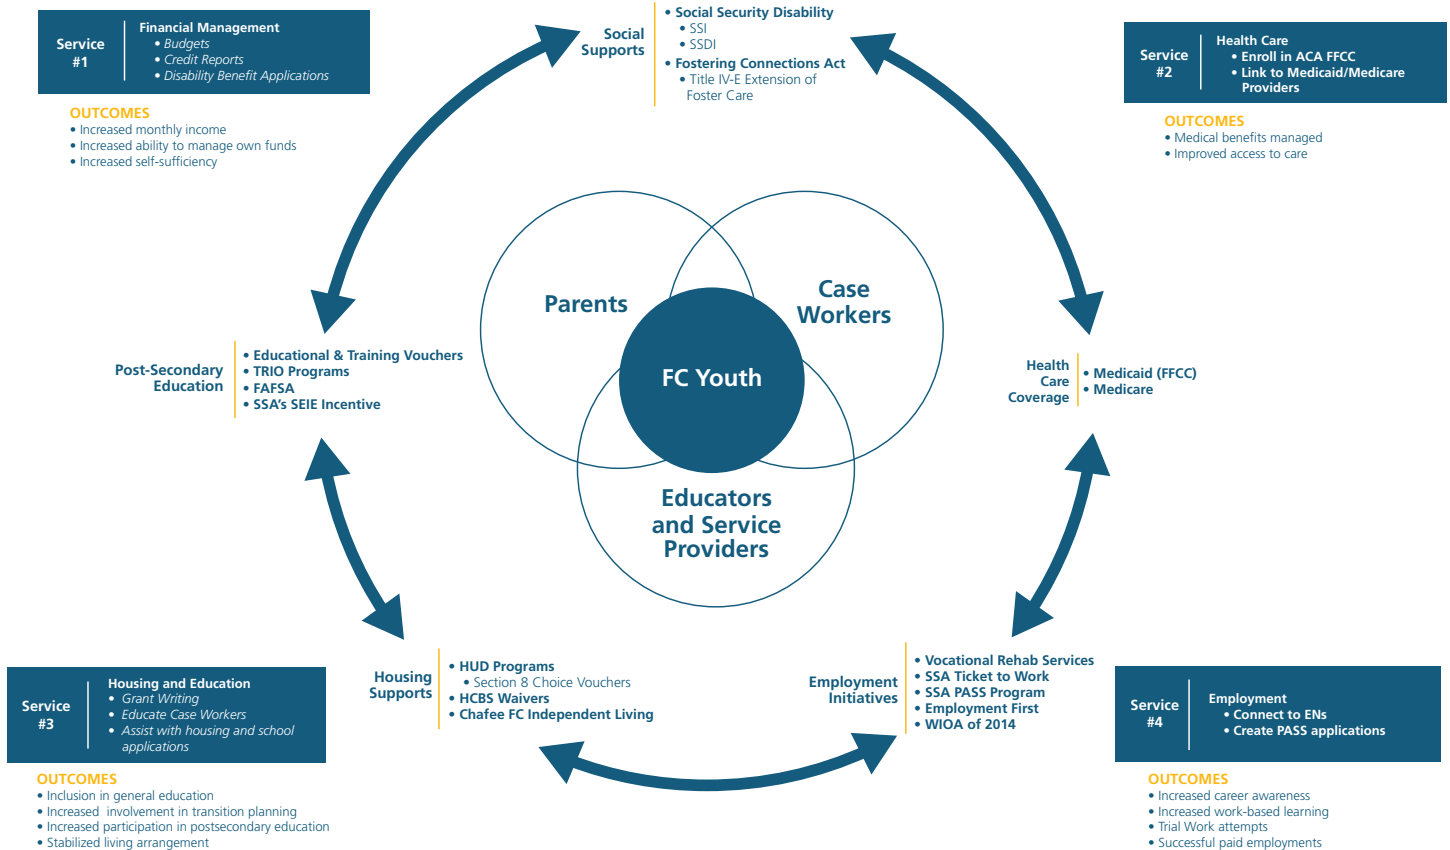 Service
#1
Financial Management
• Budgets
• Credit Reports
• Disability Benefit Applications
OUTCOMES
• Increased monthly income
• Increased ability to manage own funds
• Increased self-sufficiency
Social
Supports
• Social Security Disability
• SSI
• SSDI
• Fostering Connections Act
• Title IV-E Extension of
Foster Care
Service
#2
Health Care
• Enroll in ACA FFCC
• Link to Medicaid/Medicare
Providers
OUTCOMES
• Medical benefits managed
• Improved access to care
Parents
Case
Workers
FC Youth
Educators
and Service
Providers
Post-Secondary
Education
• Educational & Training Vouchers
• TRIO Programs
• FAFSA
• SSA's SEIE Incentive
Health
Care
Coverage
• Medicaid (FFCC)
• Medicare
Housing
Supports
• HUD Programs
• Section 8 Choice Vouchers
• HCBS Waivers
• Chafee FC Independent Living
Employment
Initiatives
• Vocational Rehab Services
• SSA Ticket to Work
• SSA PASS Program
• Employment First
• WIOA of 2014
Service
#3
Housing and Education
• Grant Writing
• Educate Case Workers
• Assist with housing and school
applications
OUTCOMES
• Inclusion in general education
• Increased involvement in transition planning
• Increased participation in postsecondary education
• Stabilized living arrangement
Service
#4
Employment
• Connect to ENs
• Create PASS applications
OUTCOMES
• Increased career awareness
• Increased work-based learning
• Trial Work attempts
• Successful paid employments